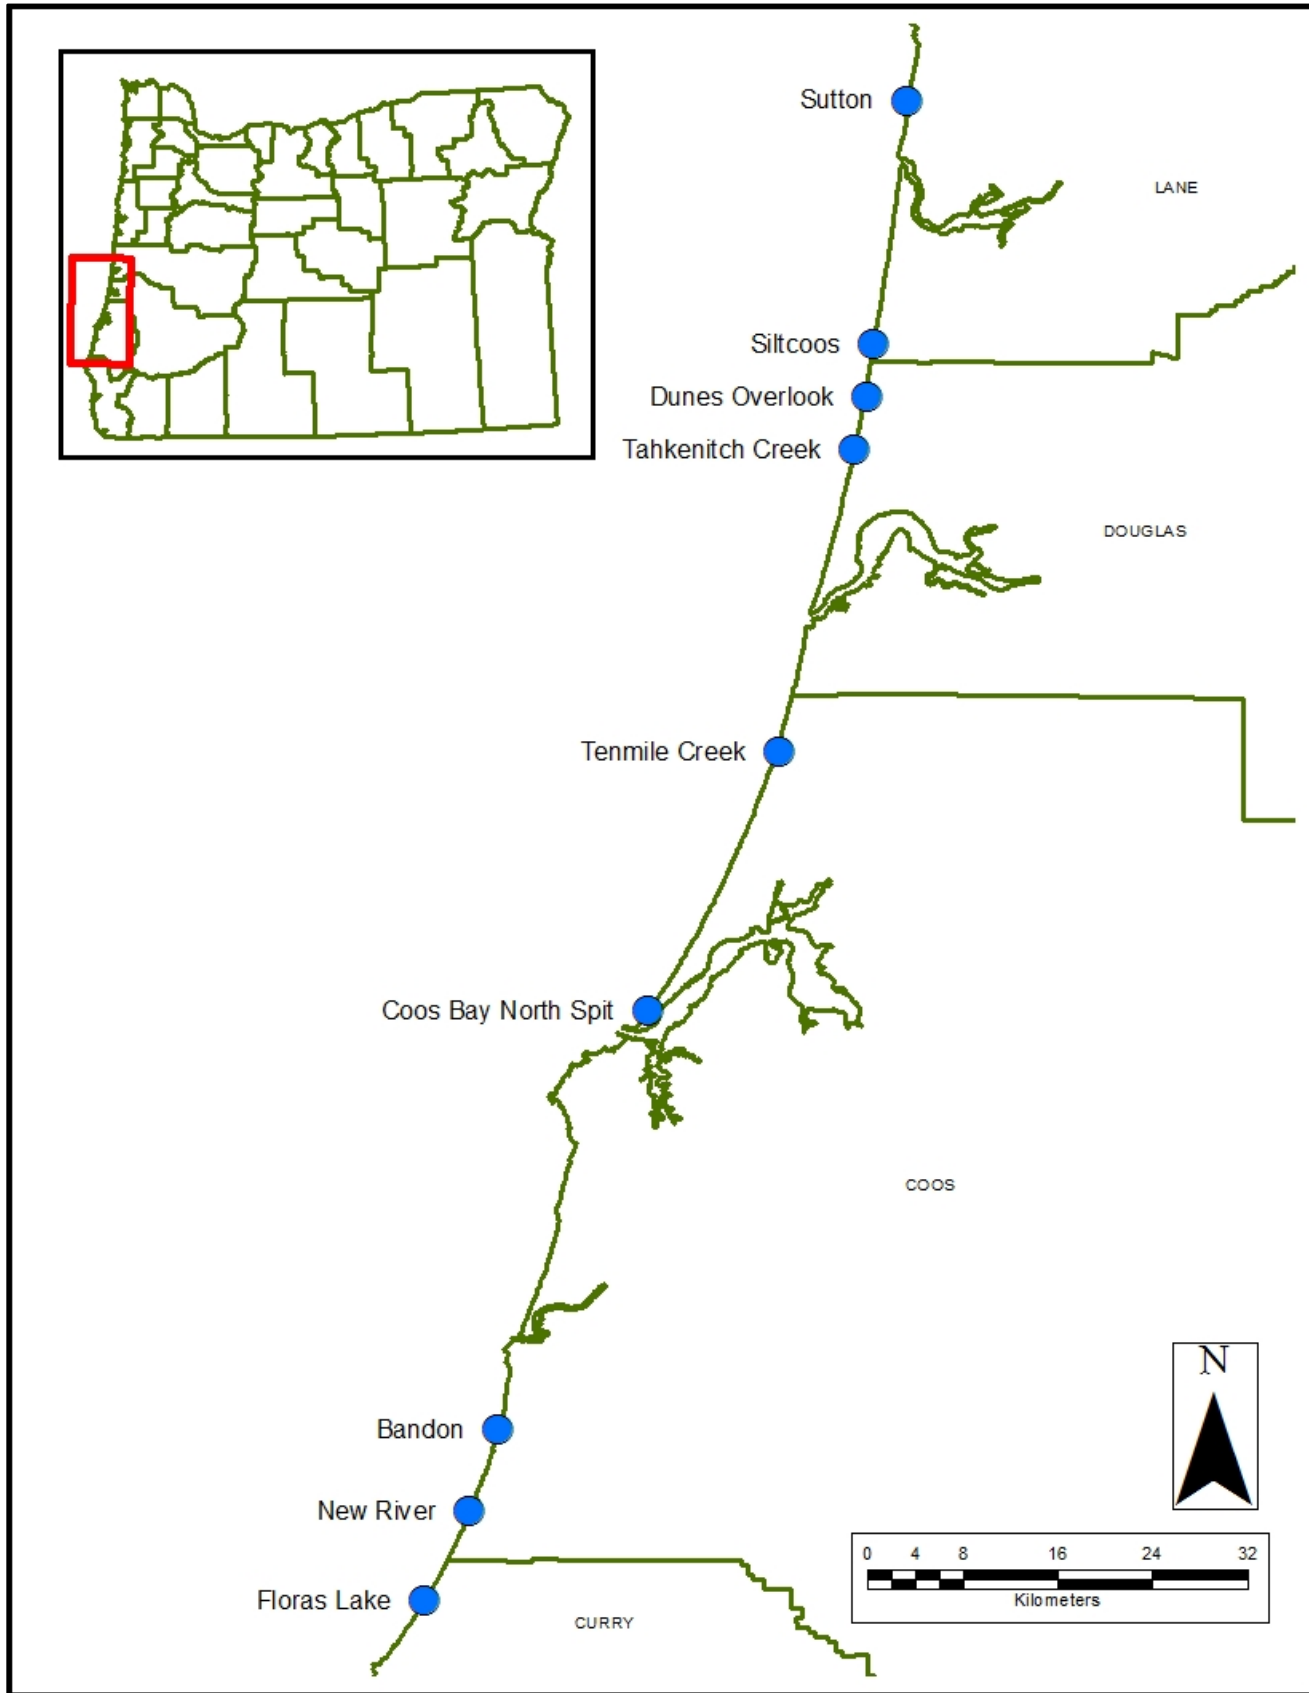 Sutton
LANE
Siltcoos
Dunes Overlook
Tahkenitch Creek
DOUGLAS
Tenmile Creek
Coos Bay North Spit
COOS
Bandon
New River
Floras Lake
CURRY
N
0 4 8 16 24 32
Kilometers